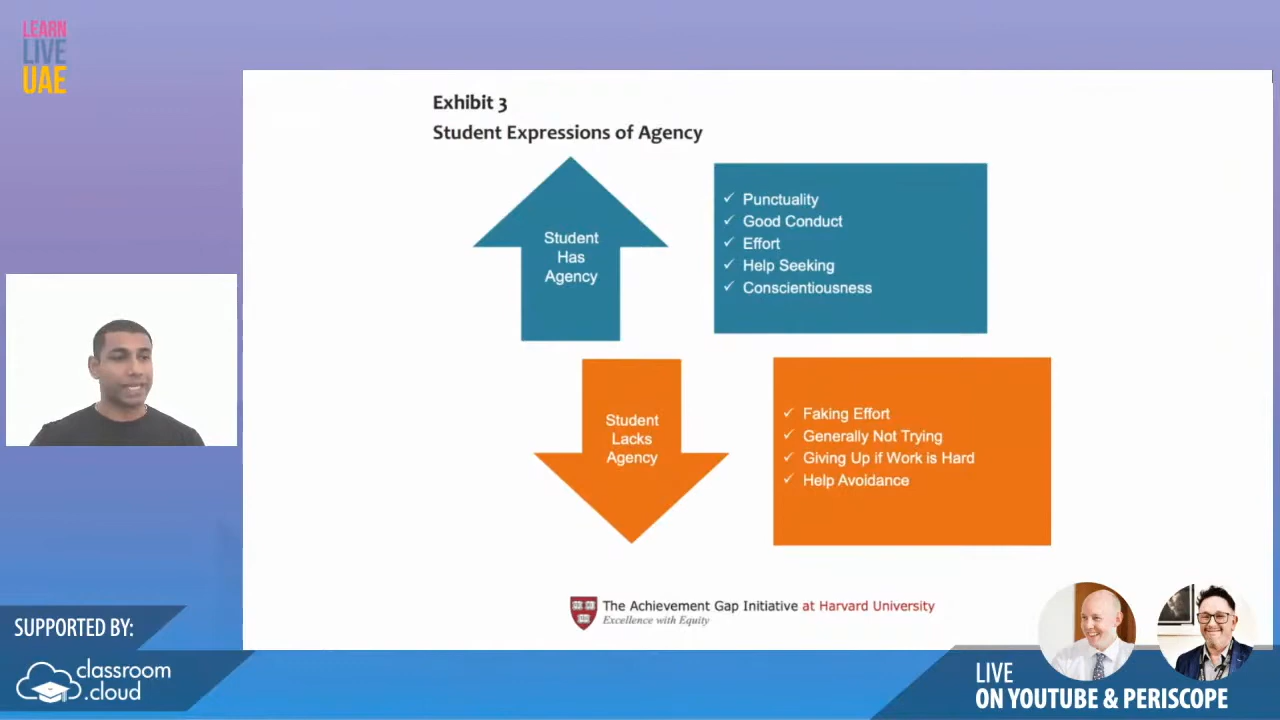 LEARN
LIVE
UAE
Exhibit 3
Student Expressions of Agency
Student
Has
Agency
✓ Punctuality
✓ Good Conduct
✓ Effort
✓ Help Seeking
✓ Conscientiousness
Student
Lacks
Agency
✓ Faking Effort
✓ Generally Not Trying
✓ Giving Up if Work is Hard
✓ Help Avoidance
The Achievement Gap Initiative at Harvard University
Excellence with Equity
SUPPORTED BY:
classroom
.cloud
LIVE
ON YOUTUBE & PERISCOPE